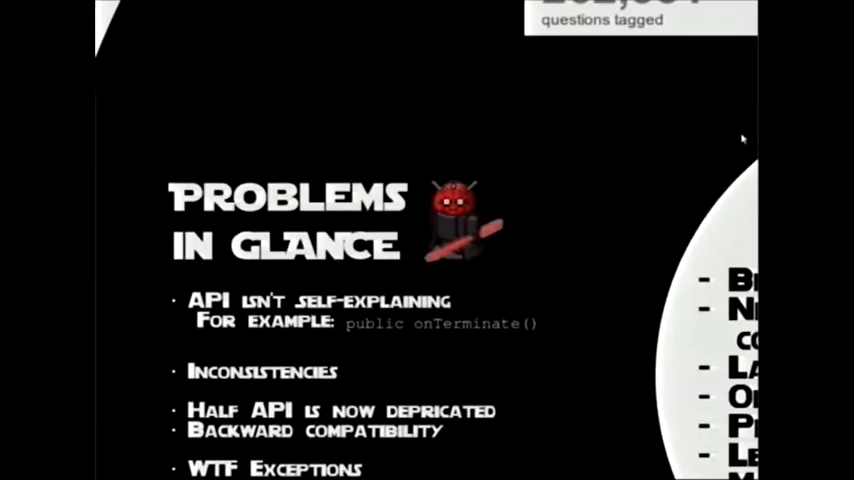 questions tagged
PROBLEMS
IN GLANCE
· API ISN'T SELF-EXPLAINING
FOR EXAMPLE: public onTerminate()
· INCONSISTENCIES
· HALF API IS NOW DEPRICATED
· BACKWARD COMPATIBILITY
· WTF EXCEPTIONS